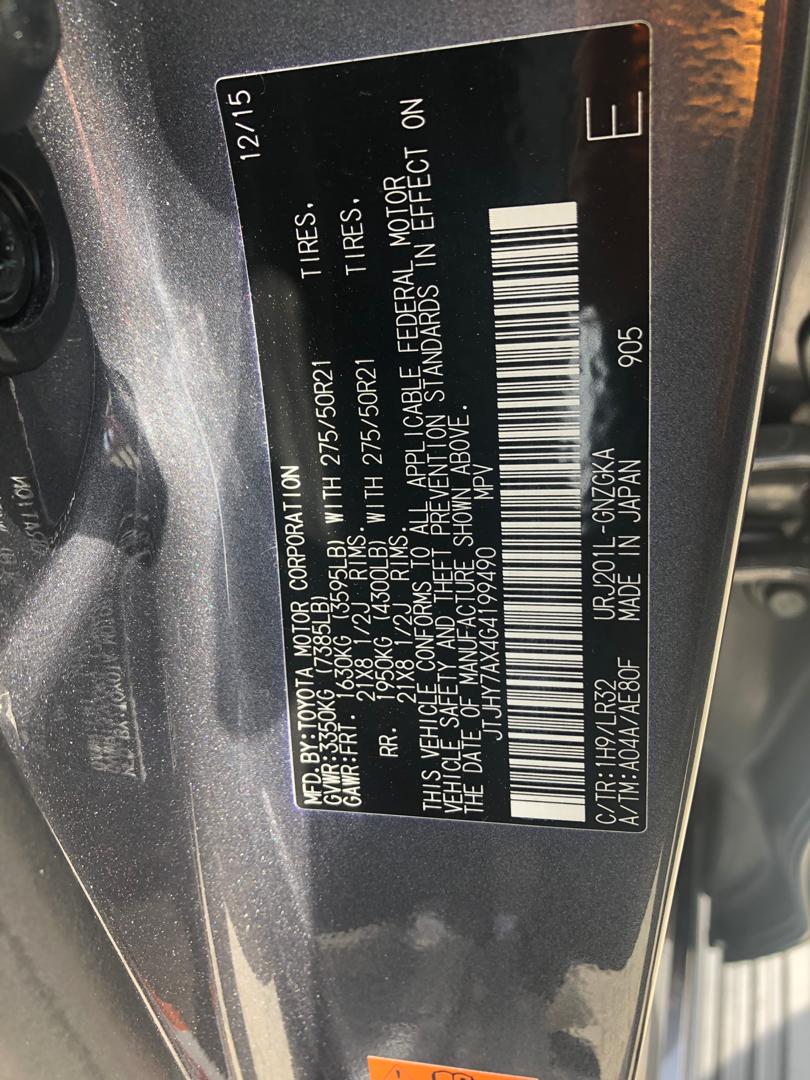 MFD.BY:TOYOTA MOTOR CORPORATION 12/15
GVWR:3350KG (7385LB)
GAWR:FRT. 1630KG (3595LB) WITH 275/50R21 TIRES.
21X8 1/2J RIMS.
RR. 1950KG (4300LB) WITH 275/50R21 TIRES.
21X8 1/2J RIMS.
THIS VEHICLE CONFORMS TO ALL APPLICABLE FEDERAL MOTOR
VEHICLE SAFETY AND THEFT PREVENTION STANDARDS IN EFFECT ON
THE DATE OF MANUFACTURE SHOWN ABOVE.
JTJHY7AX4G4199490 MPV
C/TR:1H9/LR32 URJ201L-GNZGKA
A/TM:A04A/AE80F MADE IN JAPAN 905
E